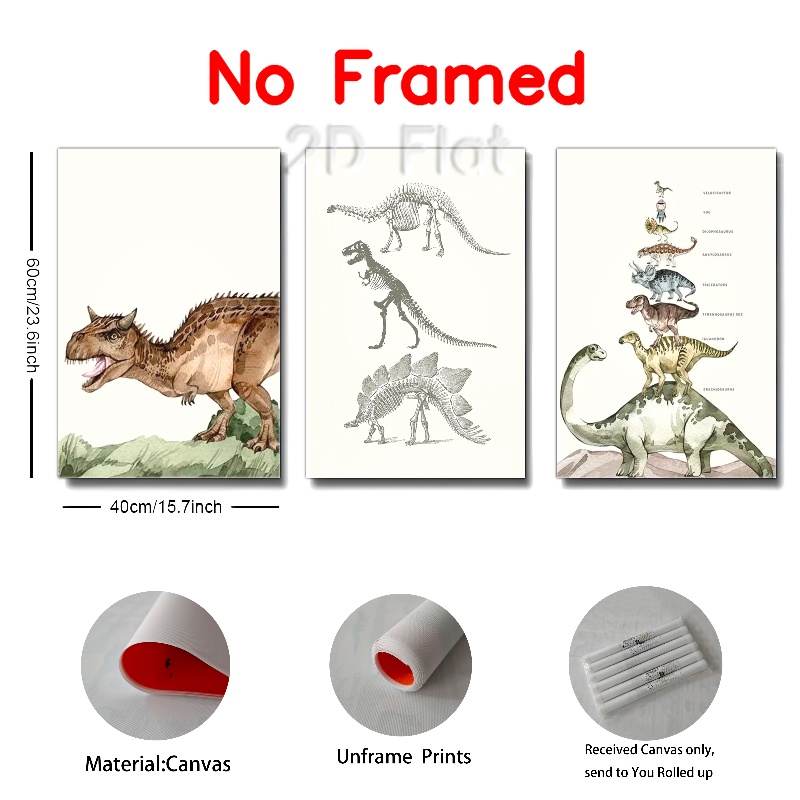 No Framed
2D Flat
60cm/23.6inch
40cm/15.7inch
VELOCIRAPTOR
YOU
DILOPHOSAURUS
ANKYLOSAURUS
TRICERATOPS
TYRANNOSAURUS REX
IGUANODON
BRACHIOSAURUS
Material:Canvas
Unframe Prints
Received Canvas only,
send to You Rolled up